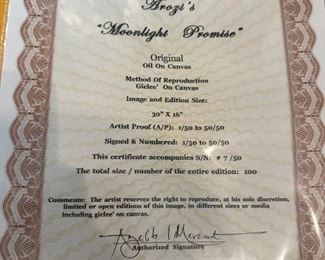 Arozi's
"Moonlight Promise"
Original
Oil On Canvas
Method Of Reproduction
Giclee' On Canvas
Image and Edition Size:
30" X 16"
Artist Proof (A/P): 1/50 to 50/50
Signed & Numbered: 1/50 to 50/50
This certificate accompanies S/N: # 7 /50
The total size / number of the entire edition: 100
Comments: The artist reserves the right to reproduce, at his sole discretion,
limited or open editions of this image, in different sizes or media
including giclee' on canvas.
Authorized Signature